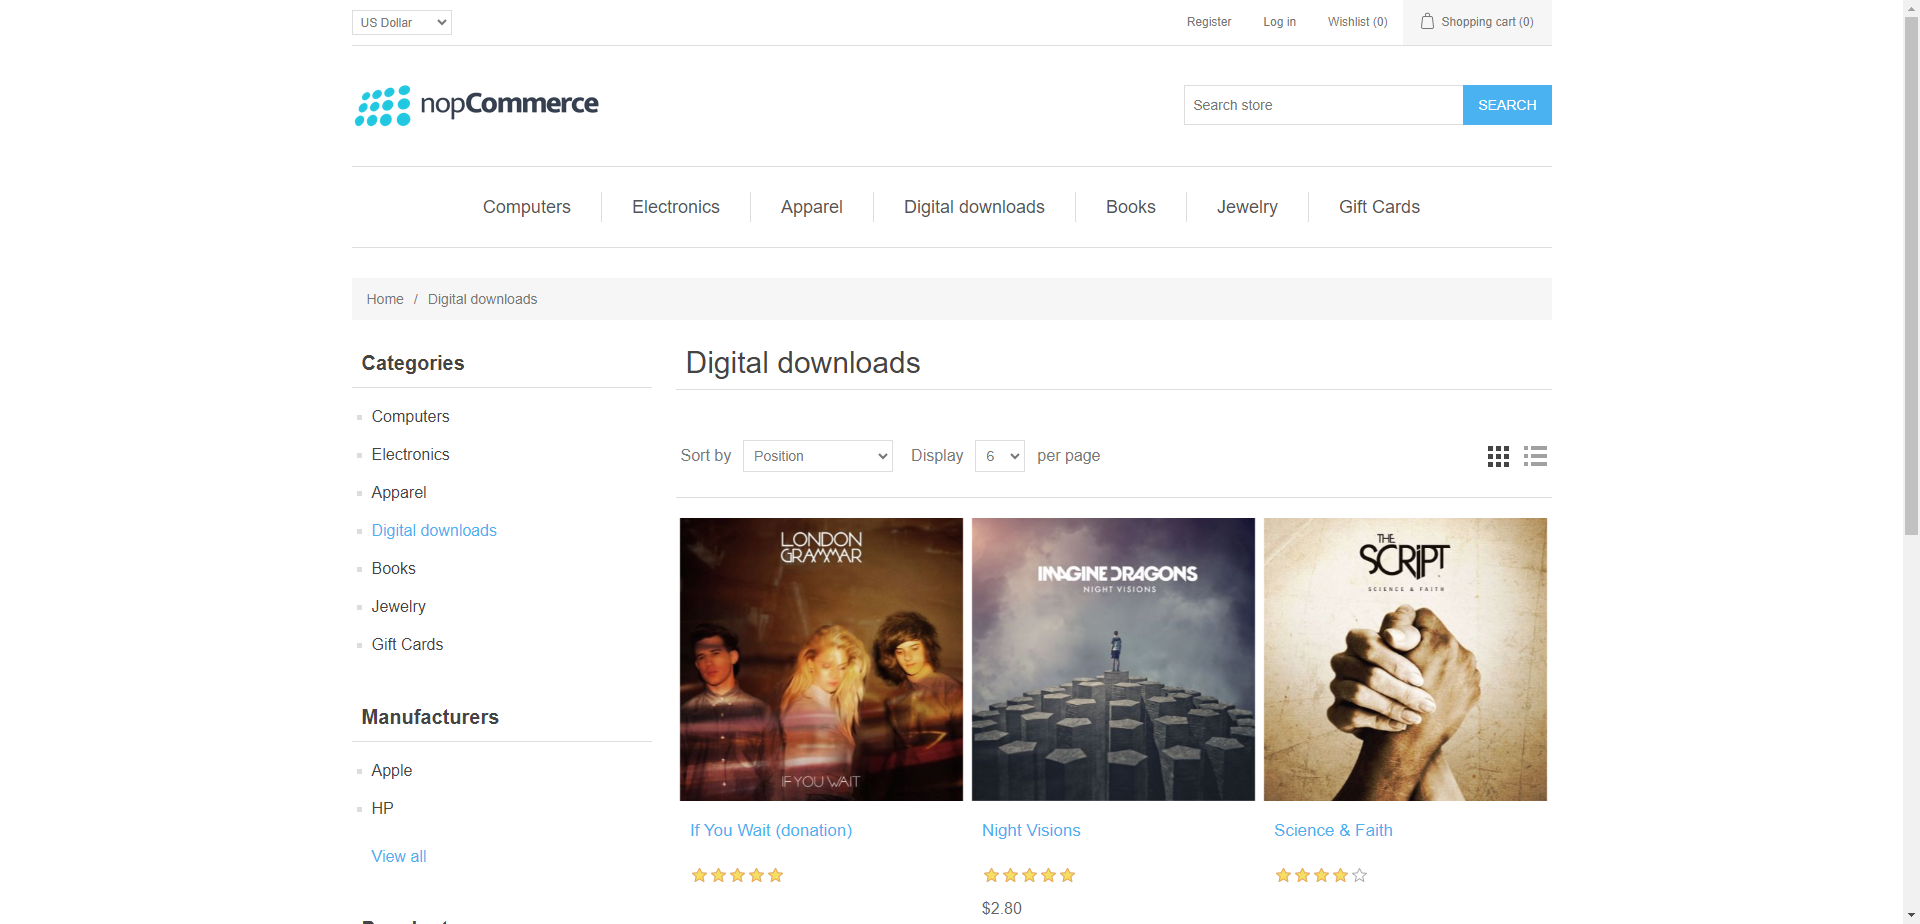 US Dollar
Register
Log in
Wishlist (0)
Shopping cart (0)
nopCommerce
Search store
SEARCH
Computers
Electronics
Apparel
Digital downloads
Books
Jewelry
Gift Cards
Home / Digital downloads
Categories
Computers
Electronics
Apparel
Digital downloads
Books
Jewelry
Gift Cards
Manufacturers
Apple
HP
View all
Digital downloads
Sort by Position Display 6 per page
LONDON
GRAMMAR
IF YOU WAIT
If You Wait (donation)
IMAGINE DRAGONS
NIGHT VISIONS
Night Visions
$2.80
THE
SCRIPT
SCIENCE & FAITH
Science & Faith